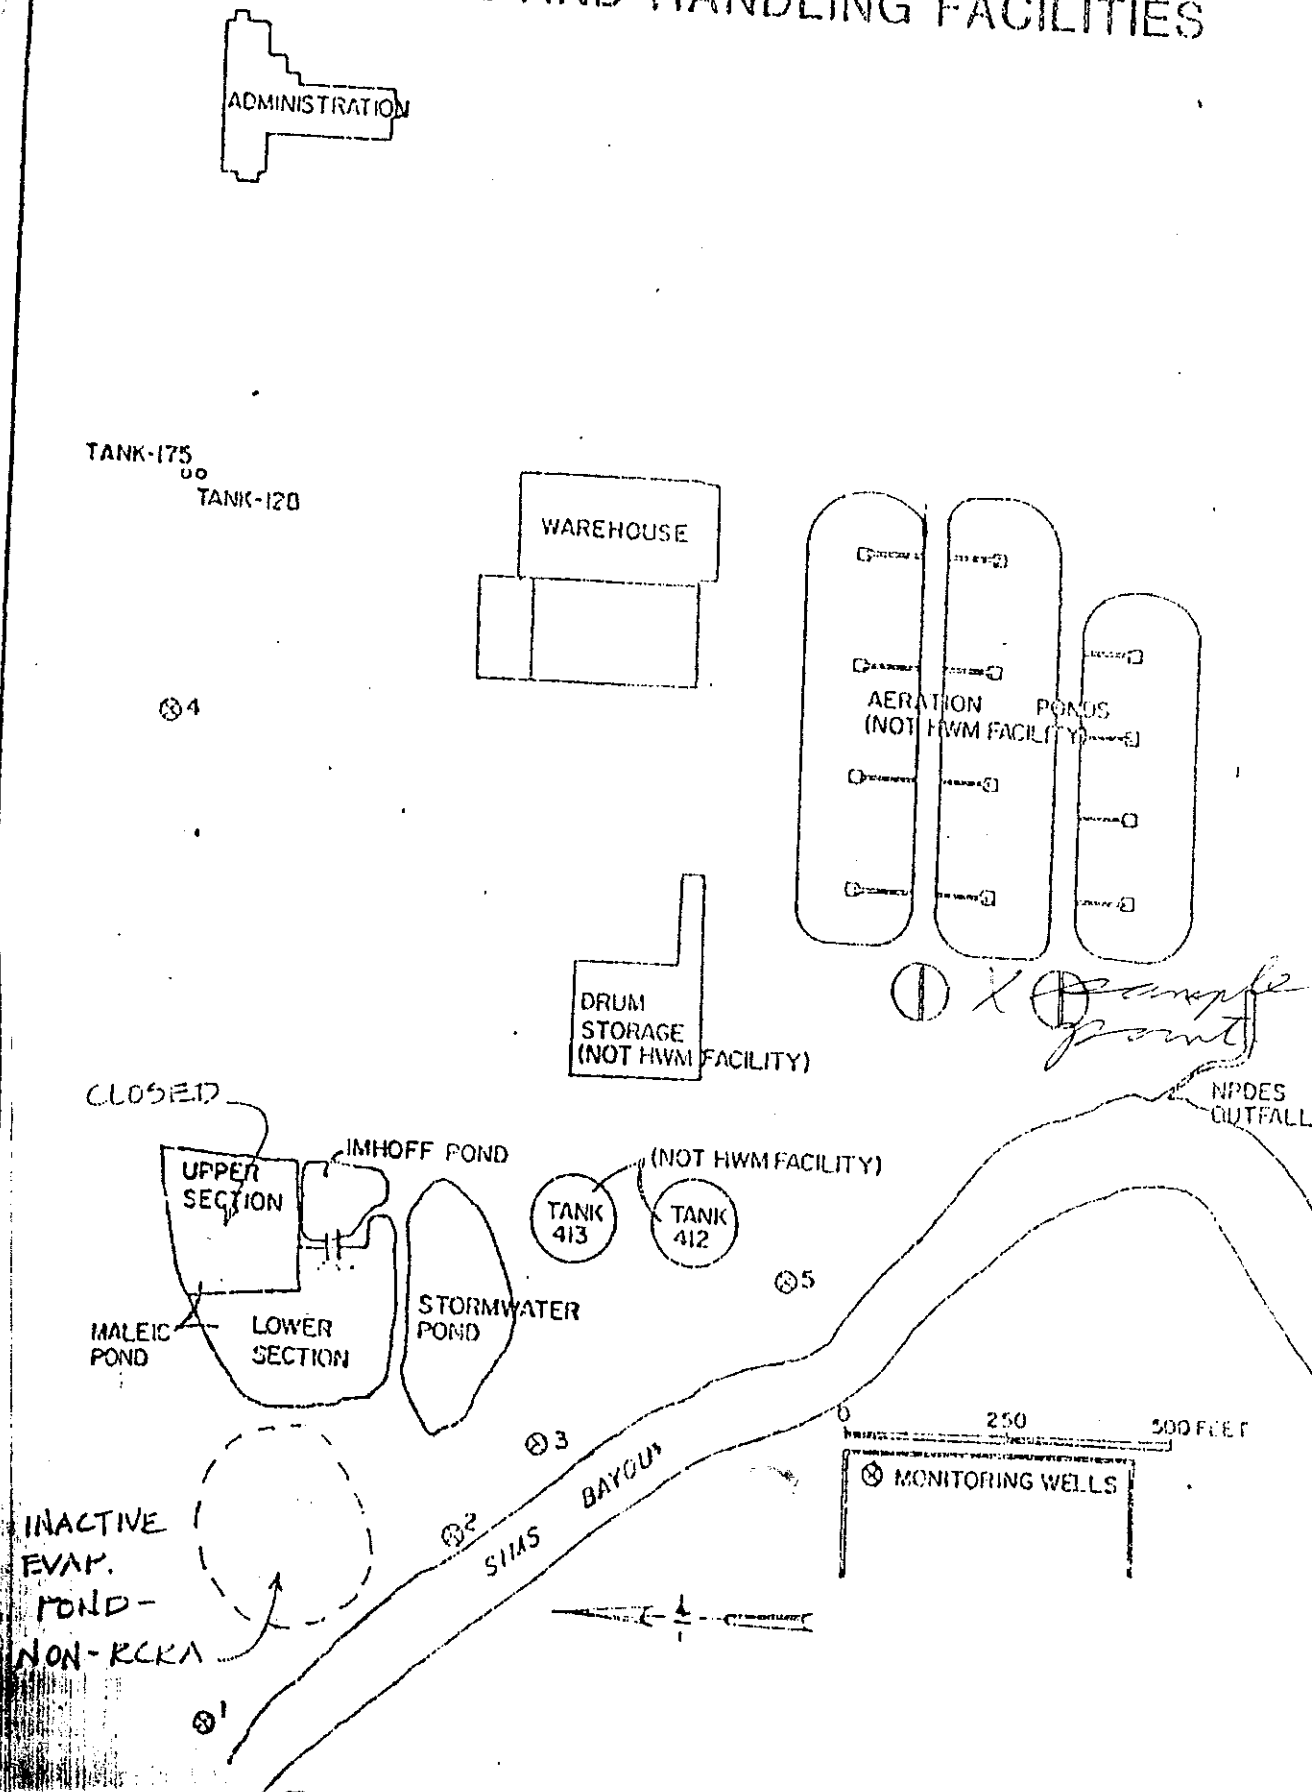 AND HANDLING FACILITIES
ADMINISTRATION
TANK-175
TANK-120
WAREHOUSE
4
AERATION PONDS
(NOT HWM FACILITY)
DRUM
STORAGE
(NOT HWM FACILITY)
X sample
point
CLOSED
NPDES
OUTFALL
IMHOFF POND
(NOT HWM FACILITY)
UPPER
SECTION
TANK
413
TANK
412
5
STORMWATER
POND
MALEIC
POND
LOWER
SECTION
0 250 500 FEET
3
MONITORING WELLS
BAYOU
2
INACTIVE
EVAP.
POND-
NON-RCRA
1